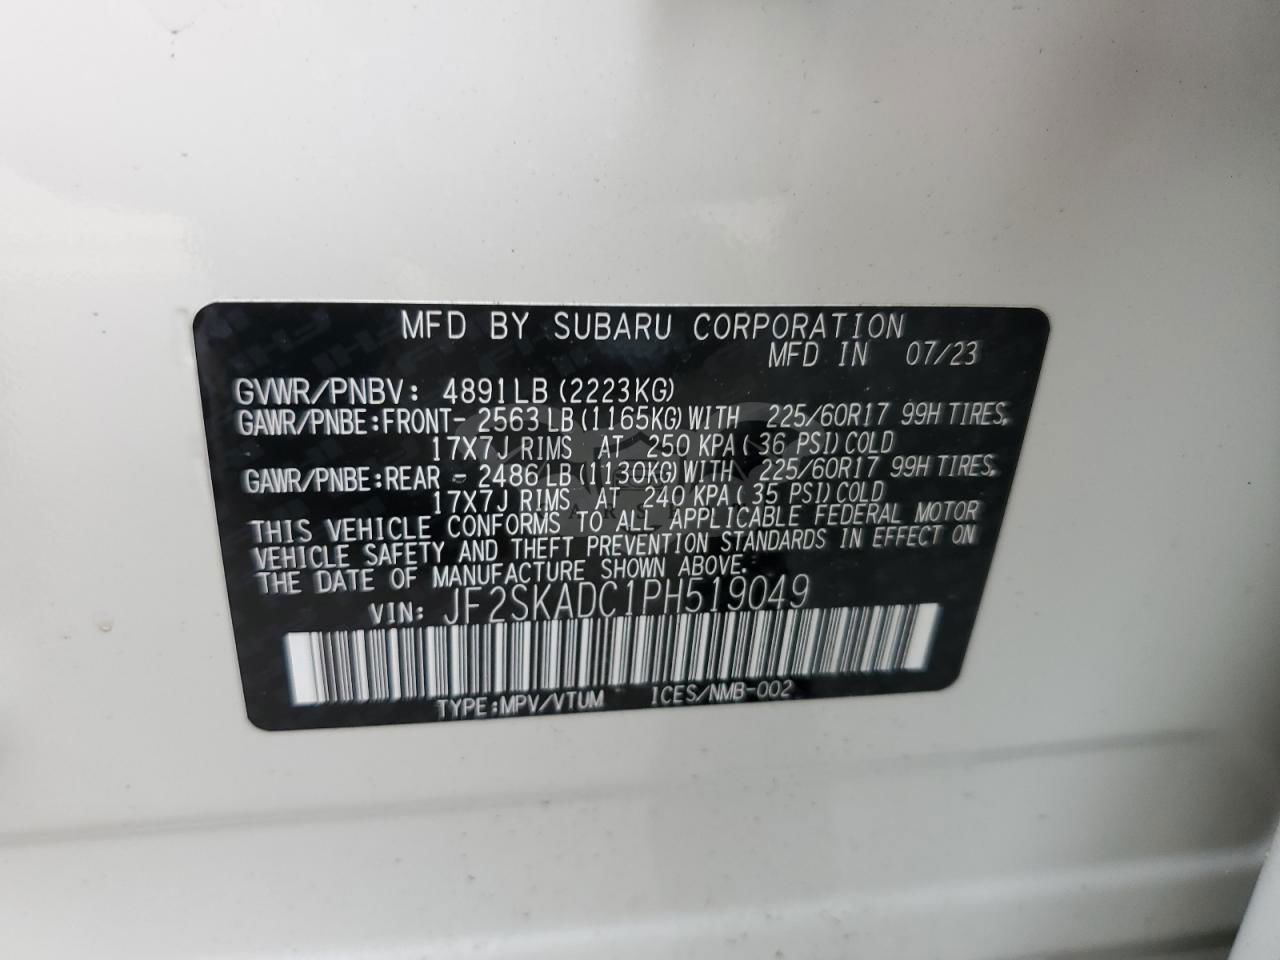 MFD BY SUBARU CORPORATION
MFD IN 07/23
GVWR/PNBV: 4891LB (2223KG)
GAWR/PNBE:FRONT- 2563 LB (1165KG) WITH 225/60R17 99H TIRES,
17X7J RIMS AT 250 KPA ( 36 PSI) COLD
GAWR/PNBE:REAR - 2486 LB (1130KG) WITH 225/60R17 99H TIRES,
17X7J RIMS AT 240 KPA ( 35 PSI) COLD
THIS VEHICLE CONFORMS TO ALL APPLICABLE FEDERAL MOTOR
VEHICLE SAFETY AND THEFT PREVENTION STANDARDS IN EFFECT ON
THE DATE OF MANUFACTURE SHOWN ABOVE.
VIN: JF2SKADC1PH519049
TYPE:MPV/VTUM ICES/NMB-002